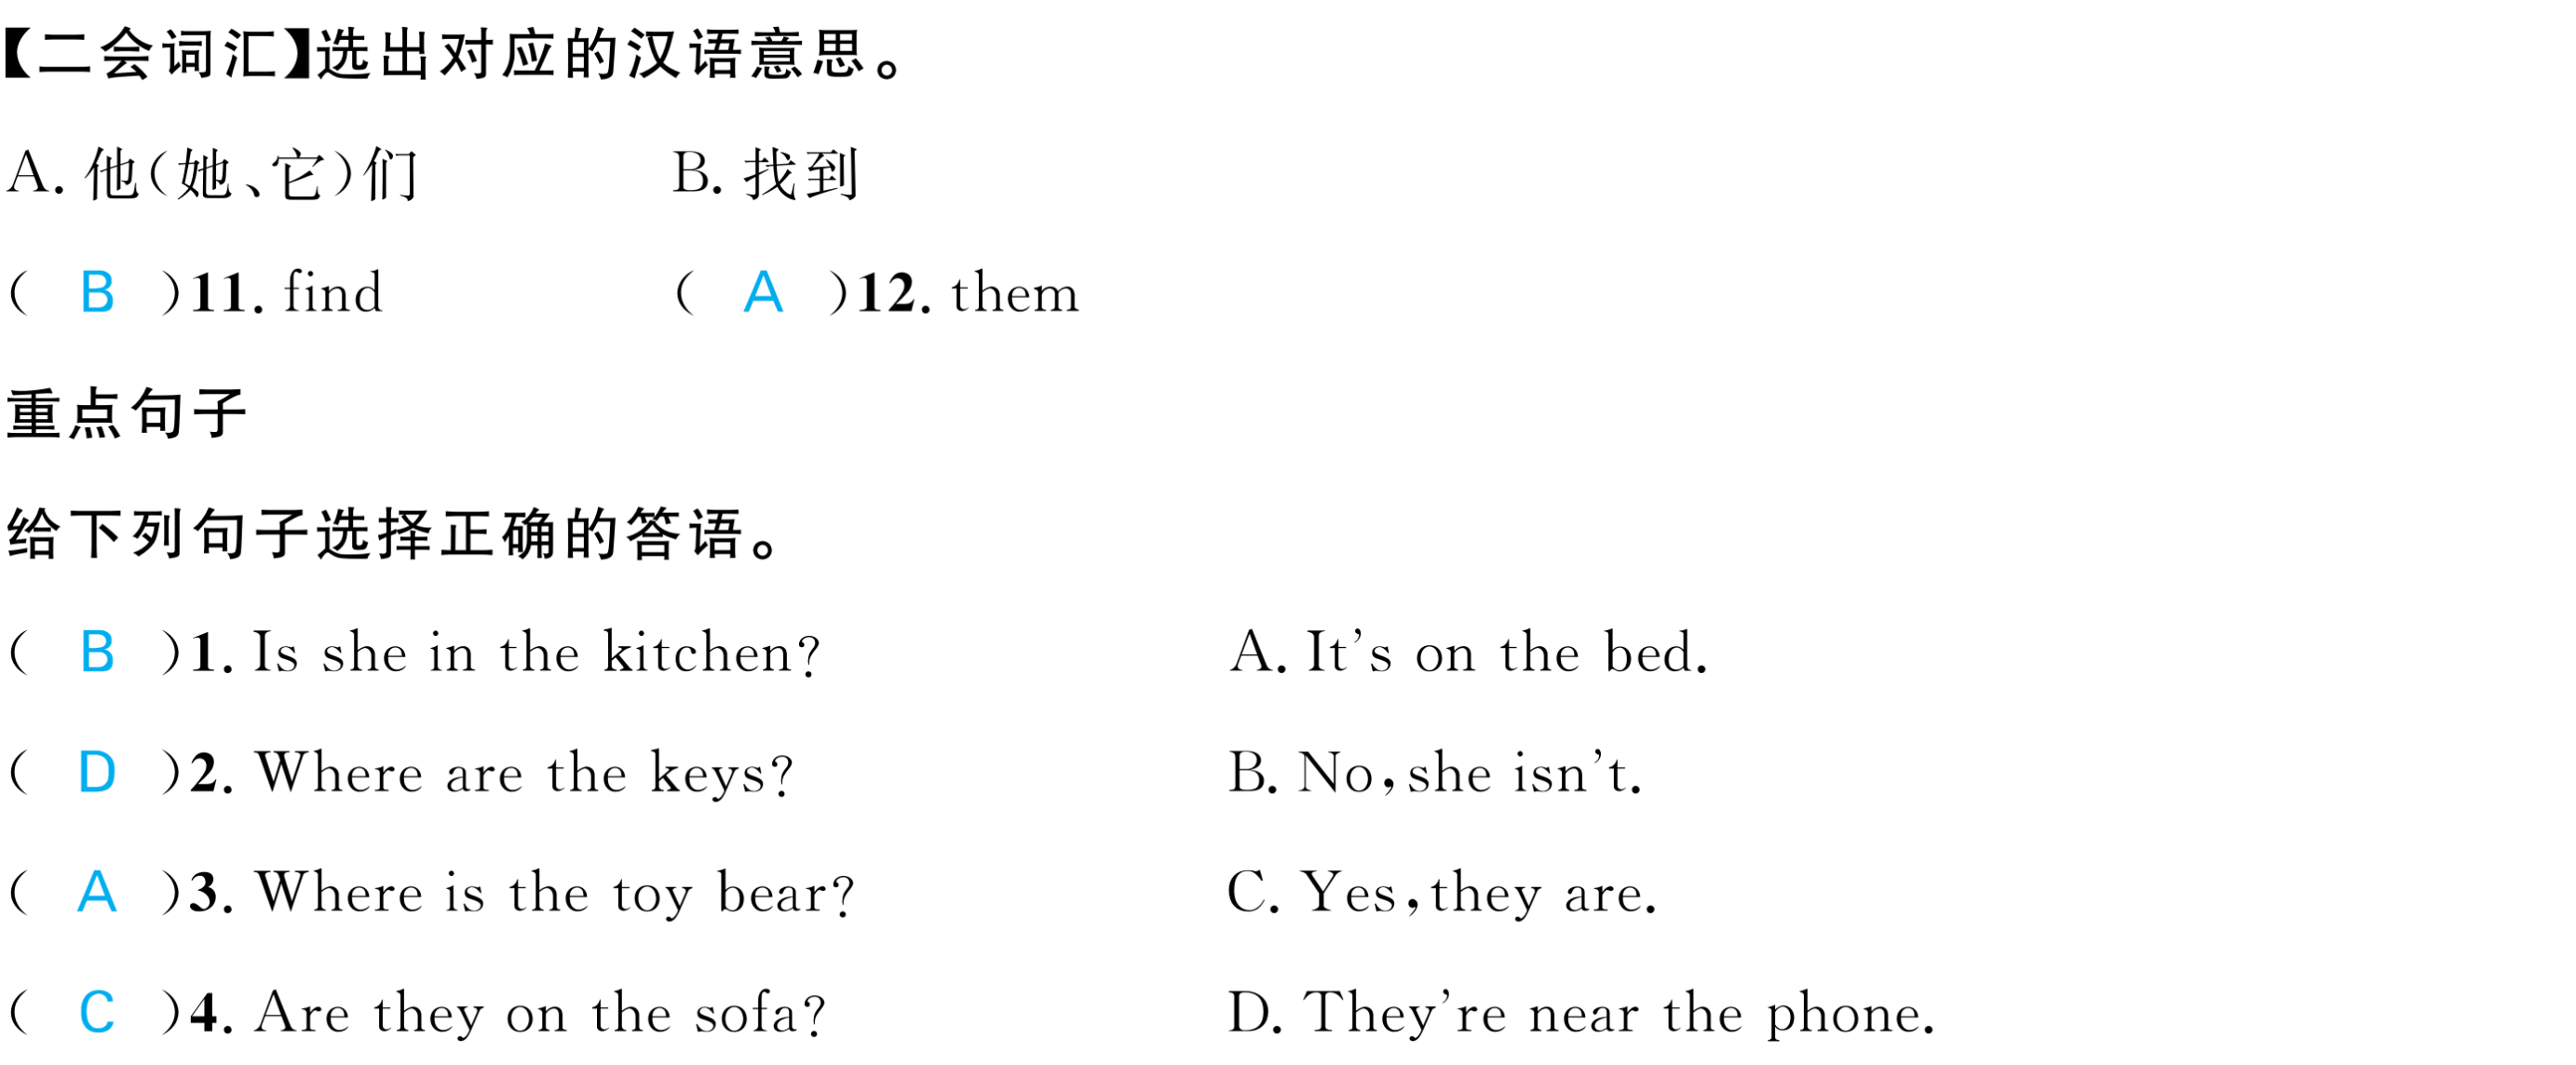 【二会词汇】选出对应的汉语意思。
A. 他(她、它)们 B. 找到
( B )11. find ( A )12. them
重点句子
给下列句子选择正确的答语。
( B )1. Is she in the kitchen? A. It's on the bed.
( D )2. Where are the keys? B. No, she isn't.
( A )3. Where is the toy bear? C. Yes, they are.
( C )4. Are they on the sofa? D. They're near the phone.